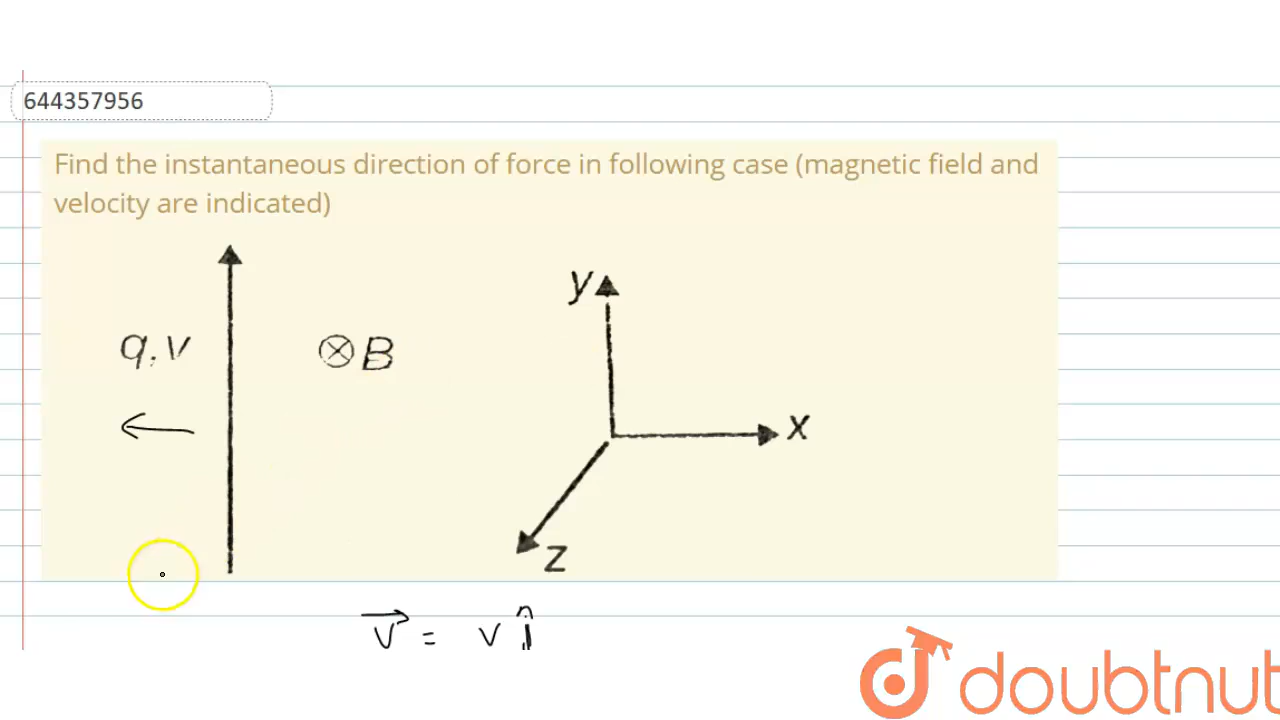 644357956
Find the instantaneous direction of force in following case (magnetic field and
velocity are indicated)
y
q, v
⊗ B
x
z
v⃗ = v ĵ
doubtnut